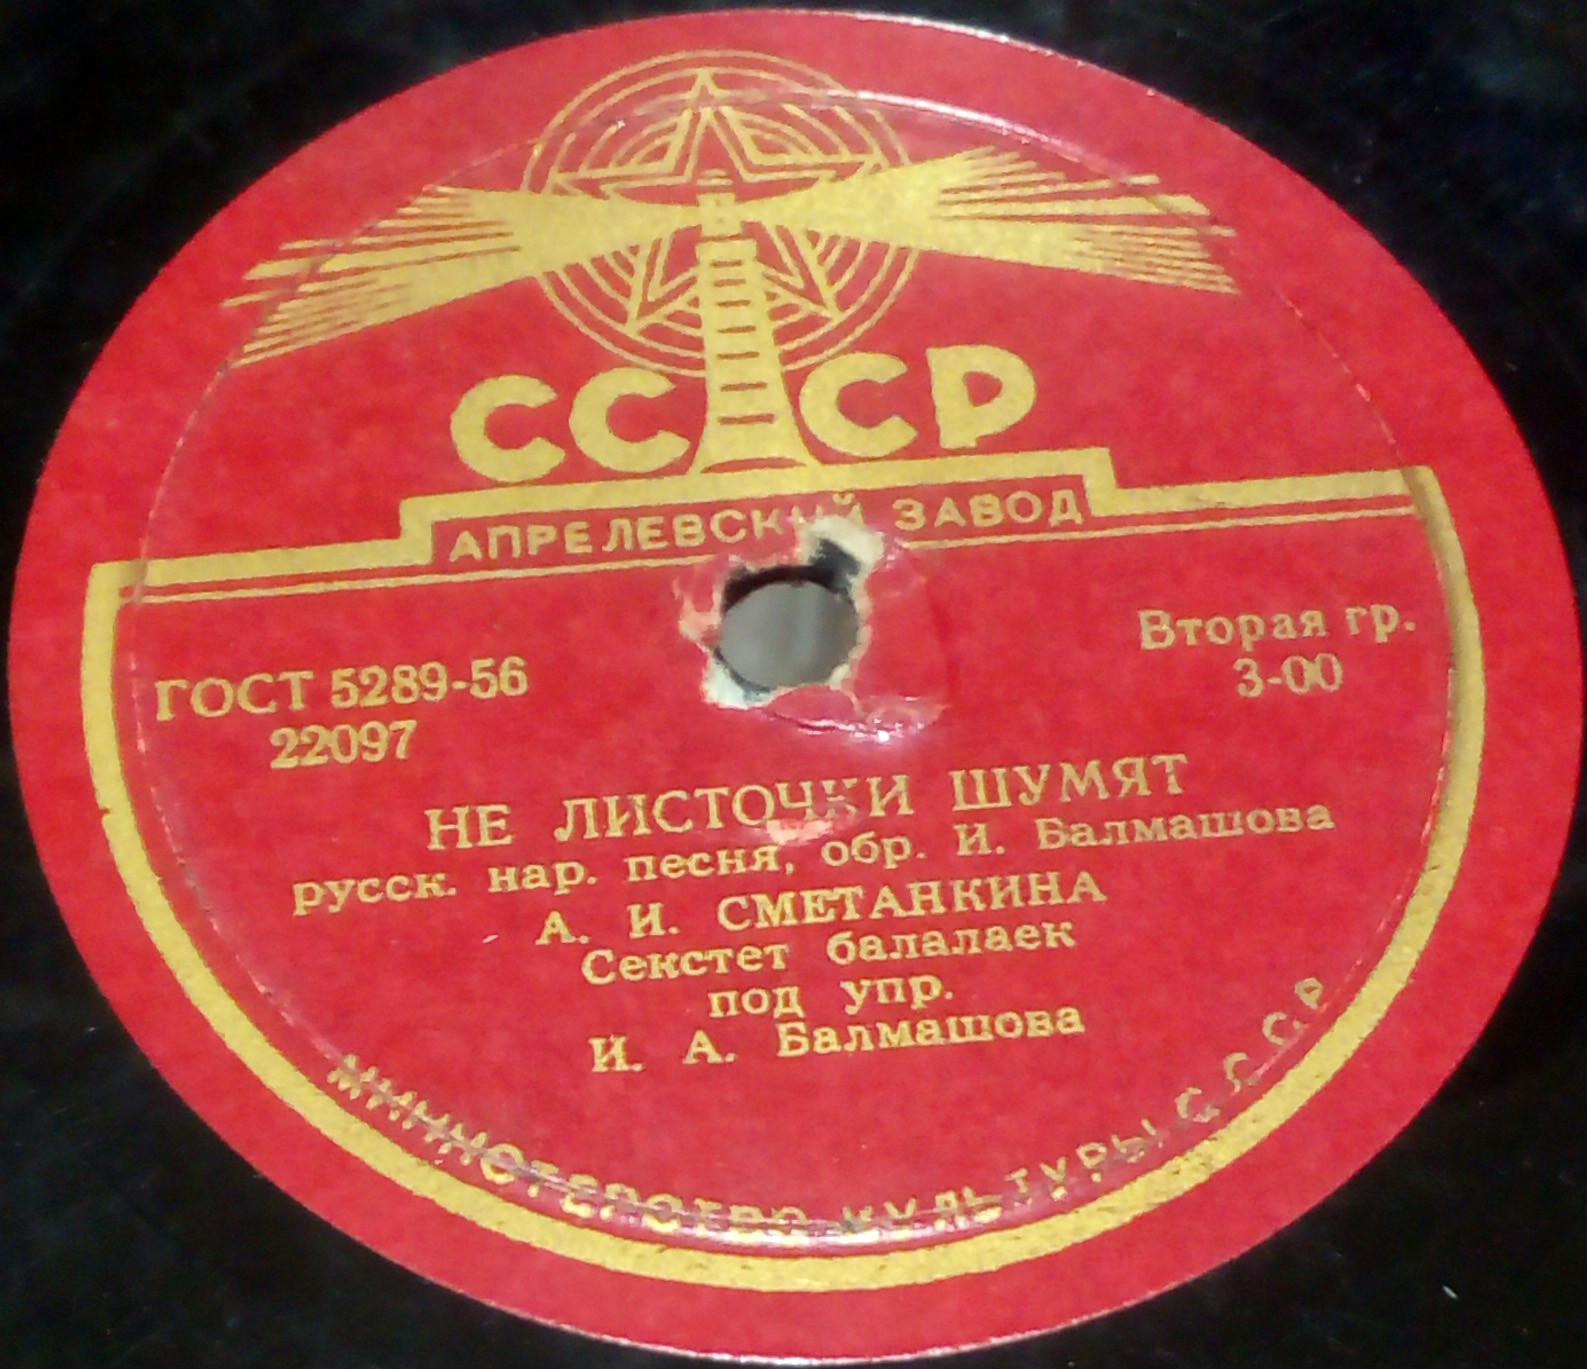 СССР
АПРЕЛЕВСКИЙ ЗАВОД
ГОСТ 5289-56
22097
Вторая гр.
3-00
НЕ ЛИСТОЧКИ ШУМЯТ
русск. нар. песня, обр. И. Балмашова
А. И. СМЕТАНКИНА
Секстет балалаек
под упр.
И. А. Балмашова
МИНИСТЕРСТВО КУЛЬТУРЫ С.С.С.Р